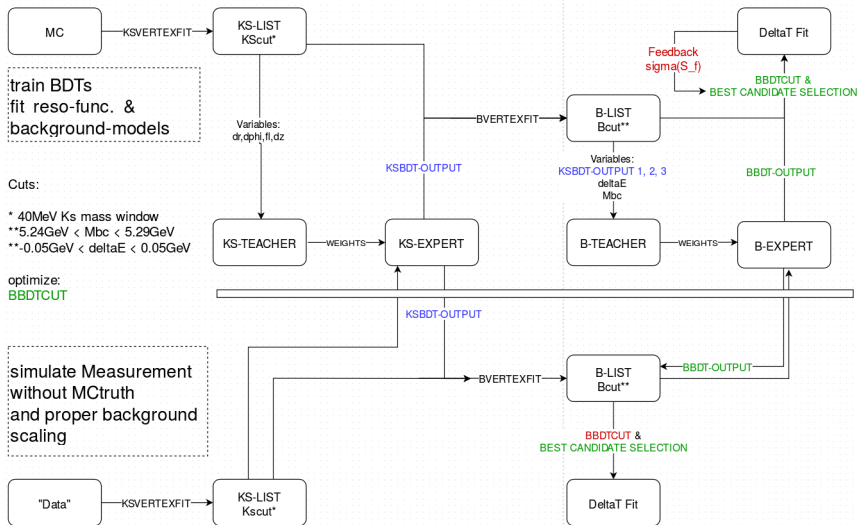 MC
KSVERTEXFIT
KS-LIST
KScut*
DeltaT Fit
Feedback
sigma(S_f)
BBDTCUT &
BEST CANDIDATE SELECTION
train BDTs
fit reso-func. &
background-models
Variables:
dr,dphi,fl,dz
BVERTEXFIT
B-LIST
Bcut**
KSBDT-OUTPUT
Variables:
KSBDT-OUTPUT 1, 2, 3
deltaE
Mbc
BBDT-OUTPUT
Cuts:
* 40MeV Ks mass window
**5.24GeV < Mbc < 5.29GeV
**-0.05GeV < deltaE < 0.05GeV
optimize:
BBDTCUT
KS-TEACHER
WEIGHTS
KS-EXPERT
B-TEACHER
WEIGHTS
B-EXPERT
KSBDT-OUTPUT
simulate Measurement
without MCtruth
and proper background
scaling
BVERTEXFIT
B-LIST
Bcut**
BBDT-OUTPUT
BBDTCUT &
BEST CANDIDATE SELECTION
"Data"
KSVERTEXFIT
KS-LIST
Kscut*
DeltaT Fit